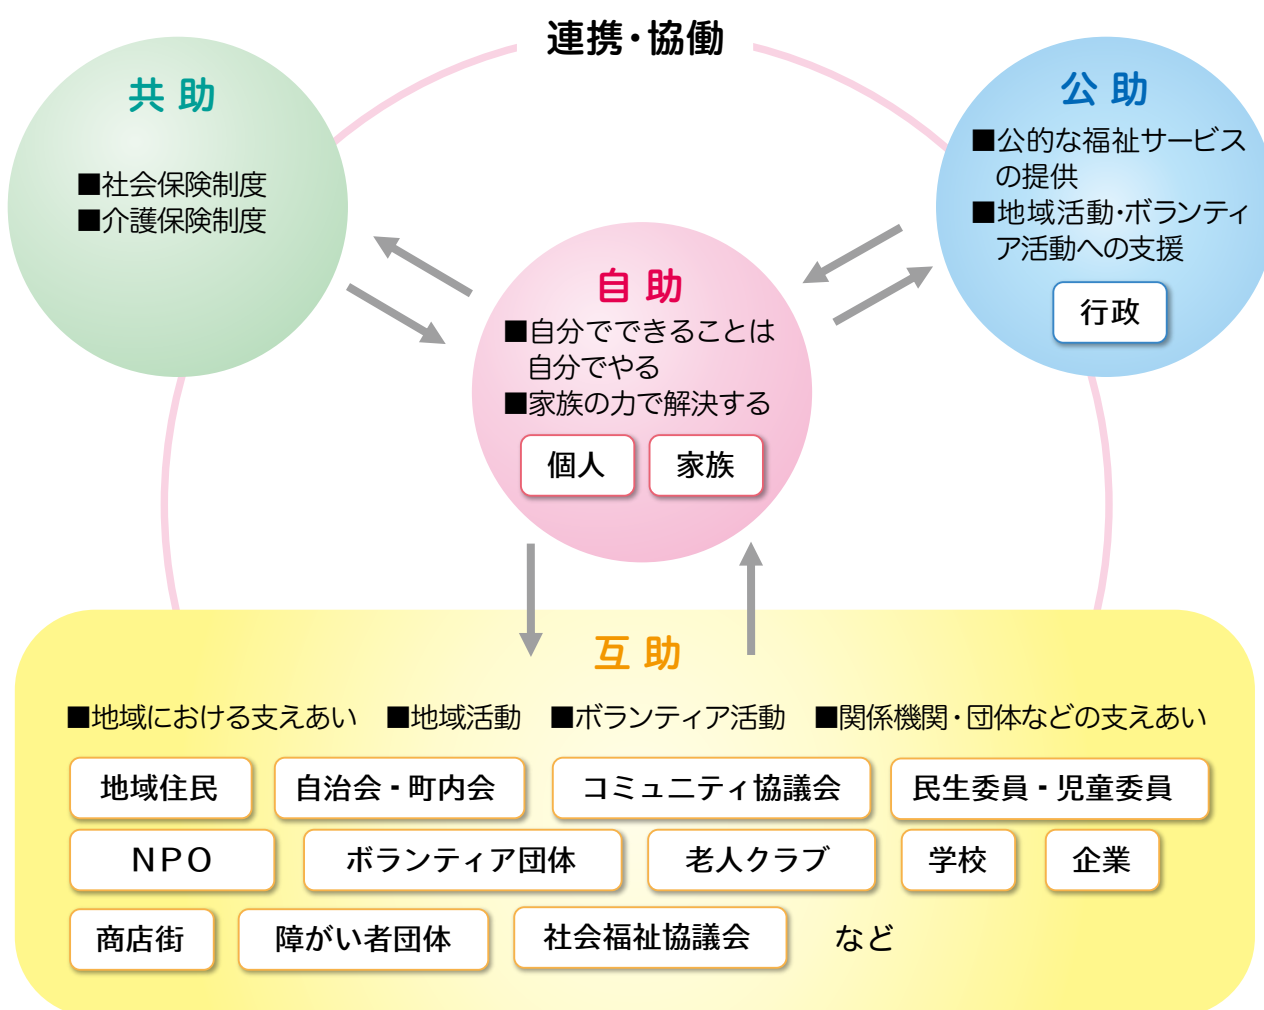 連携・協働
共助
■社会保険制度
■介護保険制度
公助
■公的な福祉サービス
の提供
■地域活動・ボランティ
ア活動への支援
行政
自助
■自分でできることは
自分でやる
■家族の力で解決する
個人 家族
互助
■地域における支えあい ■地域活動 ■ボランティア活動 ■関係機関・団体などの支えあい
地域住民 自治会・町内会 コミュニティ協議会 民生委員・児童委員
NPO ボランティア団体 老人クラブ 学校 企業
商店街 障がい者団体 社会福祉協議会 など